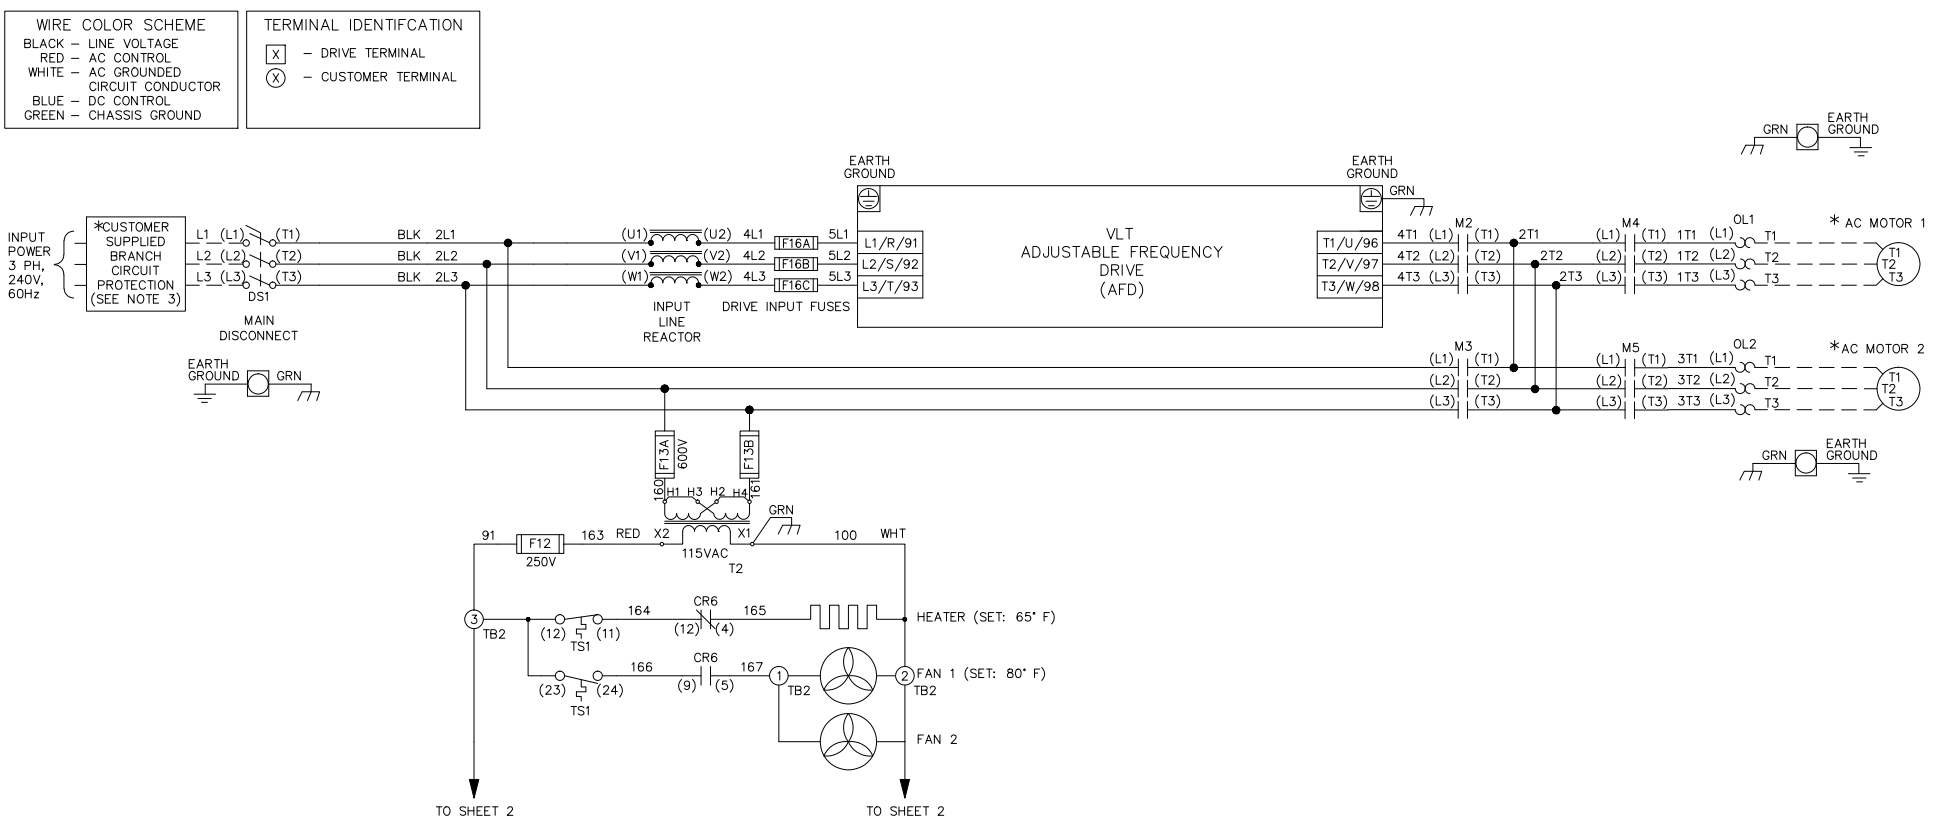 WIRE COLOR SCHEME
BLACK – LINE VOLTAGE
RED – AC CONTROL
WHITE – AC GROUNDED
CIRCUIT CONDUCTOR
BLUE – DC CONTROL
GREEN – CHASSIS GROUND
TERMINAL IDENTIFCATION
X – DRIVE TERMINAL
X – CUSTOMER TERMINAL
INPUT
POWER
3 PH,
240V,
60Hz
*CUSTOMER
SUPPLIED
BRANCH
CIRCUIT
PROTECTION
(SEE NOTE 3)
L1 (L1) (T1) BLK 2L1 (U1) (U2) 4L1 F16A 5L1 L1/R/91
L2 (L2) (T2) BLK 2L2 (V1) (V2) 4L2 F16B 5L2 L2/S/92
L3 (L3) (T3) BLK 2L3 (W1) (W2) 4L3 F16C 5L3 L3/T/93
DS1
MAIN
DISCONNECT
EARTH
GROUND GRN
INPUT
LINE
REACTOR
DRIVE INPUT FUSES
EARTH
GROUND
VLT
ADJUSTABLE FREQUENCY
DRIVE
(AFD)
EARTH
GROUND
GRN
M2 M4 OL1
T1/U/96 4T1 (L1) (T1) 2T1 (L1) (T1) 1T1 (L1) T1
T2/V/97 4T2 (L2) (T2) 2T2 (L2) (T2) 1T2 (L2) T2
T3/W/98 4T3 (L3) (T3) 2T3 (L3) (T3) 1T3 (L3) T3
* AC MOTOR 1
T1
T2
T3
GRN EARTH
GROUND
M3 M5 OL2
(L1) (T1) (L1) (T1) 3T1 (L1) T1
(L2) (T2) (L2) (T2) 3T2 (L2) T2
(L3) (T3) (L3) (T3) 3T3 (L3) T3
*AC MOTOR 2
T1
T2
T3
GRN EARTH
GROUND
F13A
600V
F13B
160
H1 H3 H2 H4
161
GRN
91 F12 163 RED X2 X1 100 WHT
250V
115VAC
T2
3
TB2
(12) (11) 164 CR6 165
TS1
(12) (4)
HEATER (SET: 65° F)
(23) (24) 166 CR6 167
TS1
(9) (5)
1
TB2
2
TB2
FAN 1 (SET: 80° F)
FAN 2
TO SHEET 2
TO SHEET 2